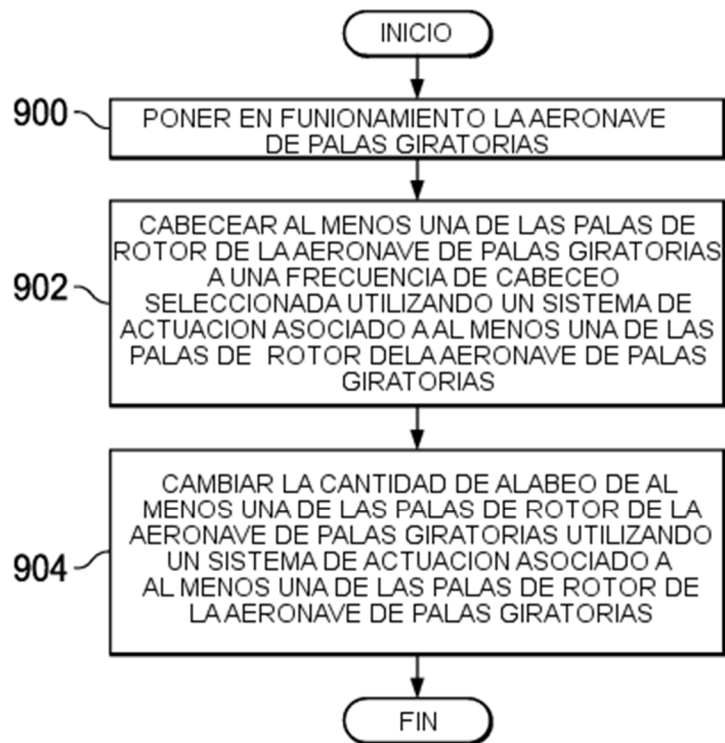 INICIO
900
PONER EN FUNIONAMIENTO LA AERONAVE
DE PALAS GIRATORIAS
902
CABECEAR AL MENOS UNA DE LAS PALAS DE
ROTOR DE LA AERONAVE DE PALAS GIRATORIAS
A UNA FRECUENCIA DE CABECEO
SELECCIONADA UTILIZANDO UN SISTEMA DE
ACTUACION ASOCIADO A AL MENOS UNA DE LAS
PALAS DE ROTOR DELA AERONAVE DE PALAS
GIRATORIAS
904
CAMBIAR LA CANTIDAD DE ALABEO DE AL
MENOS UNA DE LAS PALAS DE ROTOR DE LA
AERONAVE DE PALAS GIRATORIAS UTILIZANDO
UN SISTEMA DE ACTUACION ASOCIADO A
AL MENOS UNA DE LAS PALAS DE ROTOR DE
LA AERONAVE DE PALAS GIRATORIAS
FIN